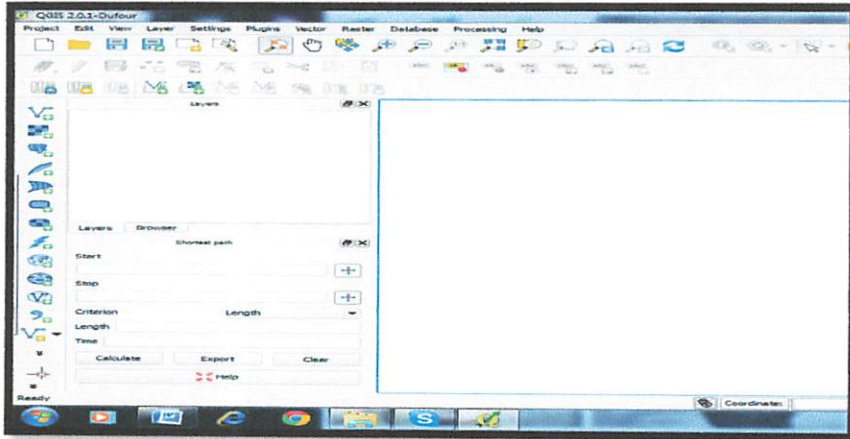 QGIS 2.0.1-Dufour
Project Edit View Layer Settings Plugins Vector Raster Database Processing Help
Layers
Layers Browser
Shortest path
Start
Stop
Criterion Length
Length
Time
Calculate Export Clear
Help
Ready Coordinate: